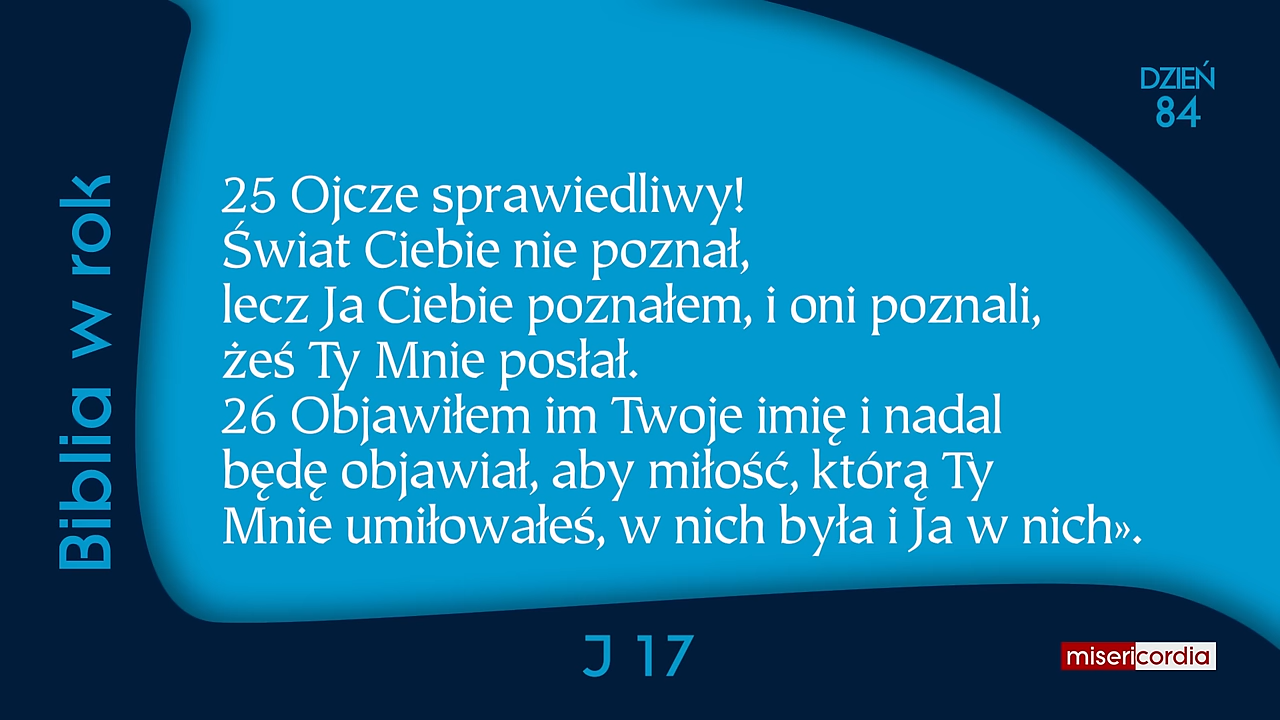 DZIEŃ
84
Biblia w rok
25 Ojcze sprawiedliwy!
Świat Ciebie nie poznał,
lecz Ja Ciebie poznałem, i oni poznali,
żeś Ty Mnie posłał.
26 Objawiłem im Twoje imię i nadal
będę objawiał, aby miłość, którą Ty
Mnie umiłowałeś, w nich była i Ja w nich».
J 17
misericordia